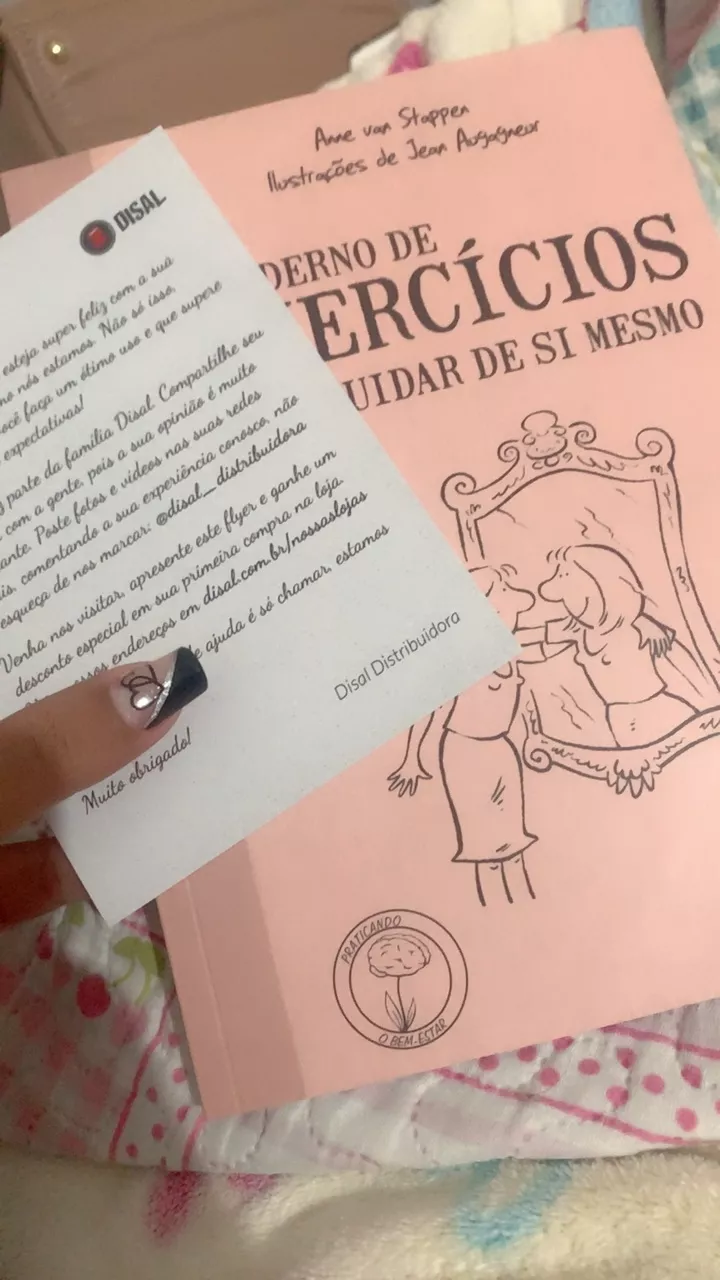 Anne van Stappen
Ilustrações de Jean Augagneur
DERNO DE
ERCÍCIOS
UIDAR DE SI MESMO
DISAL
esteja super feliz com a sua
nós estamos. Não só isso,
ocê faça um ótimo uso e que supere
expectativas!
parte da família Disal. Compartilhe seu
com a gente, pois a sua opinião é muito
ante. Poste fotos e vídeos nas suas redes
is, comentando a sua experiência conosco, não
esqueça de nos marcar: @disal_distribuidora
Venha nos visitar, apresente este flyer e ganhe um
desconto especial em sua primeira compra na loja.
endereços em disal.com.br/nossaslojas
de ajuda é só chamar, estamos
Disal Distribuidora
Muito obrigado!
PRATICANDO
O BEM-ESTAR